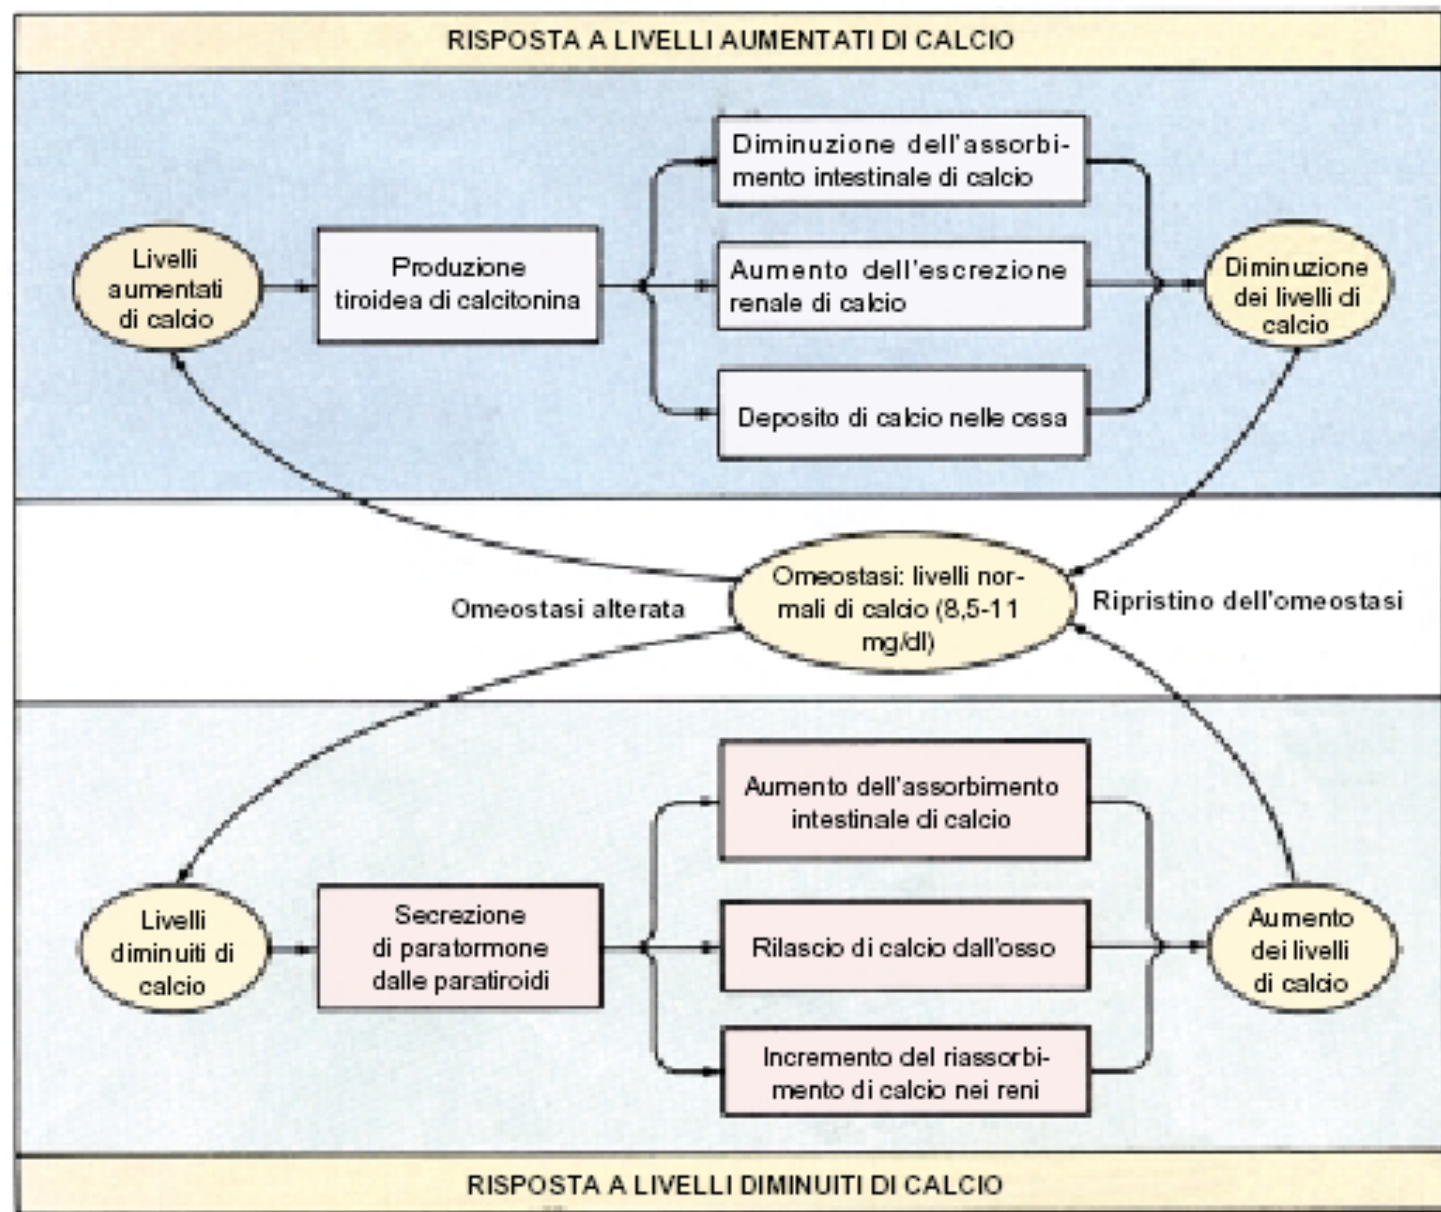 RISPOSTA A LIVELLI AUMENTATI DI CALCIO
Livelli
aumentati
di calcio
Produzione
tiroidea di calcitonina
Diminuzione dell'assorbi-
mento intestinale di calcio
Aumento dell'escrezione
renale di calcio
Deposito di calcio nelle ossa
Diminuzione
dei livelli di
calcio
Omeostasi alterata
Omeostasi: livelli nor-
mali di calcio (8,5-11
mg/dl)
Ripristino dell'omeostasi
Livelli
diminuiti di
calcio
Secrezione
di paratormone
dalle paratiroidi
Aumento dell'assorbimento
intestinale di calcio
Rilascio di calcio dall'osso
Incremento del riassorbi-
mento di calcio nei reni
Aumento
dei livelli
di calcio
RISPOSTA A LIVELLI DIMINUITI DI CALCIO